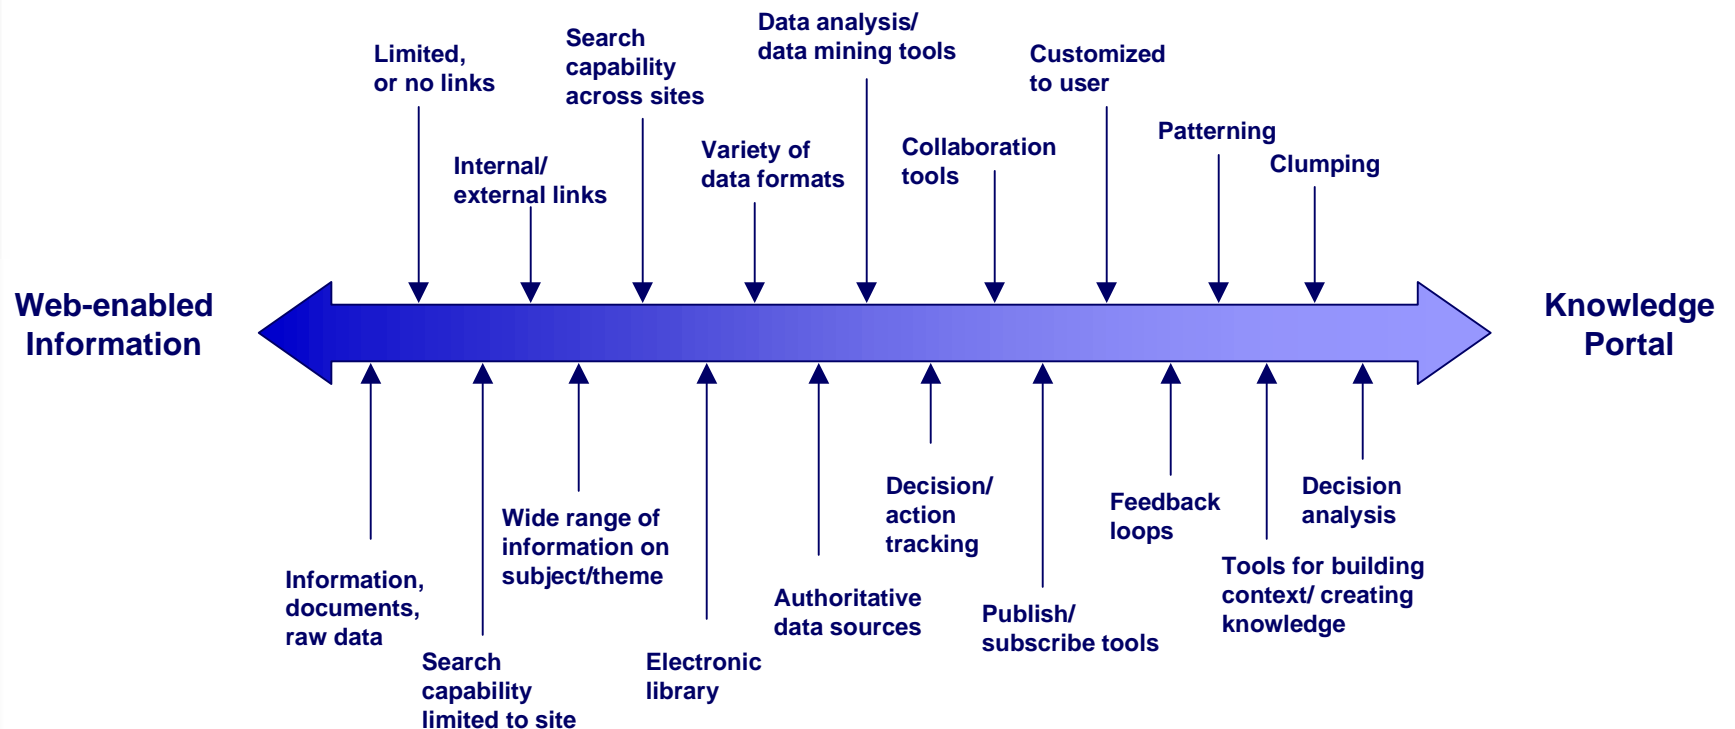 Data analysis/
data mining tools
Limited,
or no links
Search
capability
across sites
Customized
to user
Internal/
external links
Variety of
data formats
Collaboration
tools
Patterning
Clumping
Web-enabled
Information
Knowledge
Portal
Information,
documents,
raw data
Search
capability
limited to site
Wide range of
information on
subject/theme
Electronic
library
Authoritative
data sources
Decision/
action
tracking
Publish/
subscribe tools
Feedback
loops
Tools for building
context/ creating
knowledge
Decision
analysis